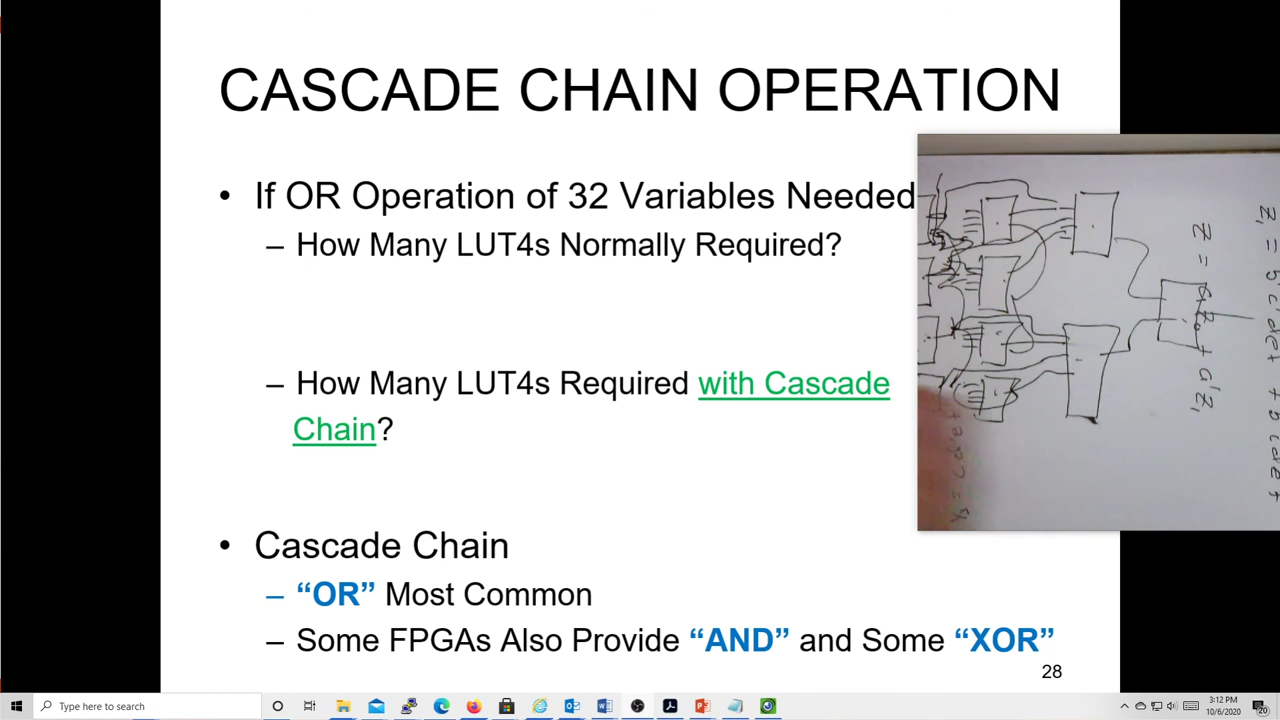 CASCADE CHAIN OPERATION
• If OR Operation of 32 Variables Needed
– How Many LUT4s Normally Required?
– How Many LUT4s Required with Cascade
Chain?
• Cascade Chain
– “OR” Most Common
– Some FPGAs Also Provide “AND” and Some “XOR”
28
Type here to search
3:12 PM
10/6/2020
20